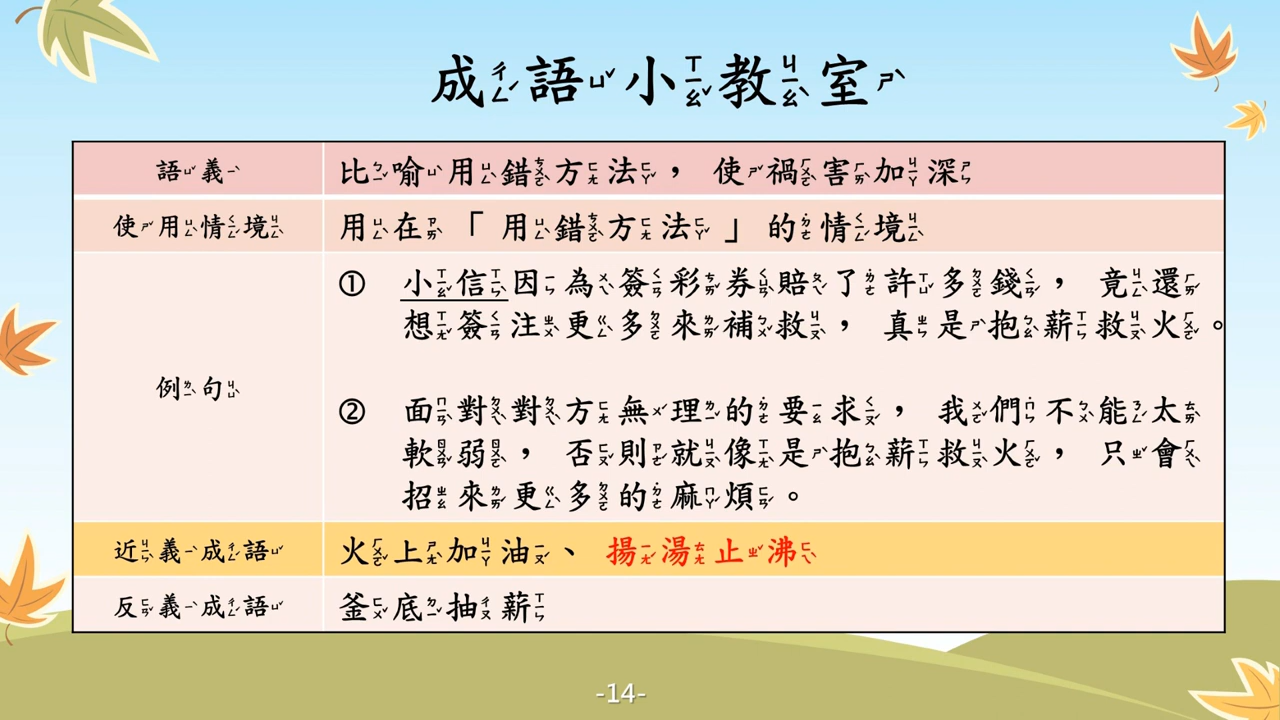 成語小教室
語義 比喻用錯方法，使禍害加深
使用情境 用在「用錯方法」的情境
例句
① 小信因為簽彩券賠了許多錢，竟還
想簽注更多來補救，真是抱薪救火。
② 面對對方無理的要求，我們不能太
軟弱，否則就像是抱薪救火，只會
招來更多的麻煩。
近義成語 火上加油、揚湯止沸
反義成語 釜底抽薪
-14-